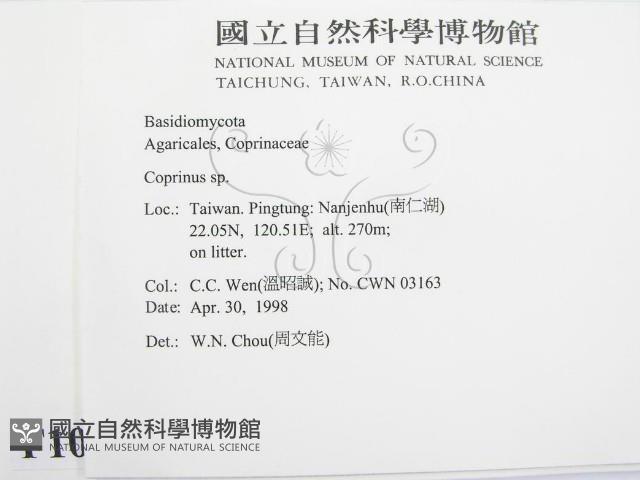 國立自然科學博物館
NATIONAL MUSEUM OF NATURAL SCIENCE
TAICHUNG, TAIWAN, R.O.CHINA
Basidiomycota
Agaricales, Coprinaceae
Coprinus sp.
Loc.: Taiwan. Pingtung: Nanjenhu(南仁湖)
22.05N, 120.51E; alt. 270m;
on litter.
Col.: C.C. Wen(溫昭誠); No. CWN 03163
Date: Apr. 30, 1998
Det.: W.N. Chou(周文能)
國立自然科學博物館
NATIONAL MUSEUM OF NATURAL SCIENCE